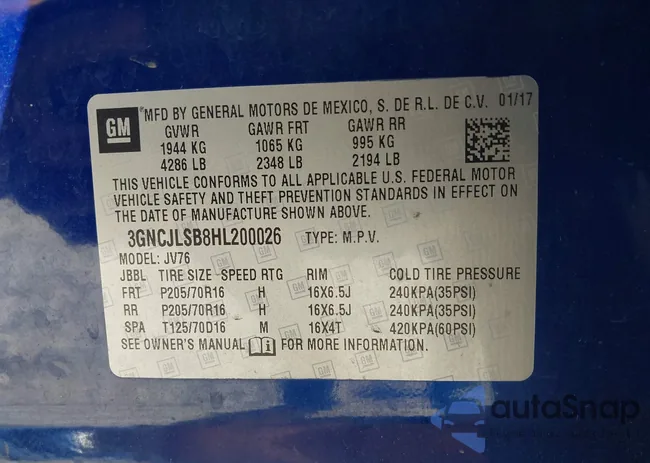 GM
MFD BY GENERAL MOTORS DE MEXICO, S. DE R.L. DE C.V. 01/17
GVWR GAWR FRT GAWR RR
1944 KG 1065 KG 995 KG
4286 LB 2348 LB 2194 LB
THIS VEHICLE CONFORMS TO ALL APPLICABLE U.S. FEDERAL MOTOR
VEHICLE SAFETY AND THEFT PREVENTION STANDARDS IN EFFECT ON
THE DATE OF MANUFACTURE SHOWN ABOVE.
3GNCJLSB8HL200026 TYPE: M.P.V.
MODEL: JV76
JBBL TIRE SIZE SPEED RTG RIM COLD TIRE PRESSURE
FRT P205/70R16 H 16X6.5J 240KPA(35PSI)
RR P205/70R16 H 16X6.5J 240KPA(35PSI)
SPA T125/70D16 M 16X4T 420KPA(60PSI)
SEE OWNER'S MANUAL FOR MORE INFORMATION.
autoSnap